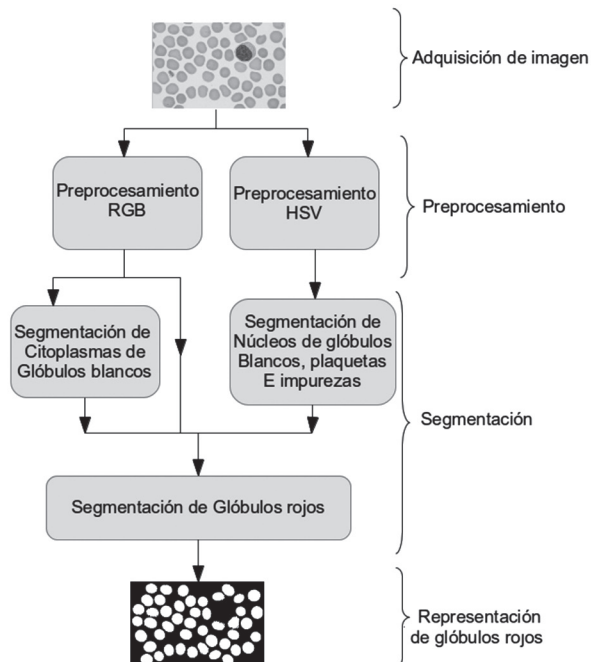 Adquisición de imagen
Preprocesamiento
RGB
Preprocesamiento
HSV
Preprocesamiento
Segmentación de
Citoplasmas de
Glóbulos blancos
Segmentación de
Núcleos de glóbulos
Blancos, plaquetas
E impurezas
Segmentación
Segmentación de Glóbulos rojos
Representación
de glóbulos rojos